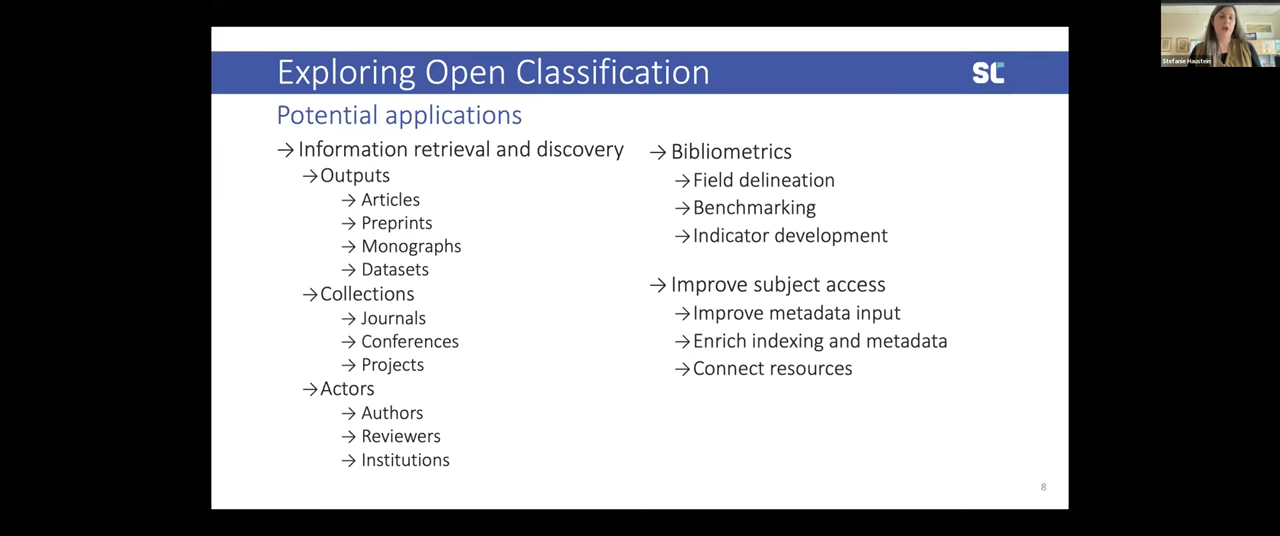 Exploring Open Classification
SC
Potential applications
→ Information retrieval and discovery
→ Outputs
→ Articles
→ Preprints
→ Monographs
→ Datasets
→ Collections
→ Journals
→ Conferences
→ Projects
→ Actors
→ Authors
→ Reviewers
→ Institutions
→ Bibliometrics
→ Field delineation
→ Benchmarking
→ Indicator development
→ Improve subject access
→ Improve metadata input
→ Enrich indexing and metadata
→ Connect resources
8
Stefanie Haustein